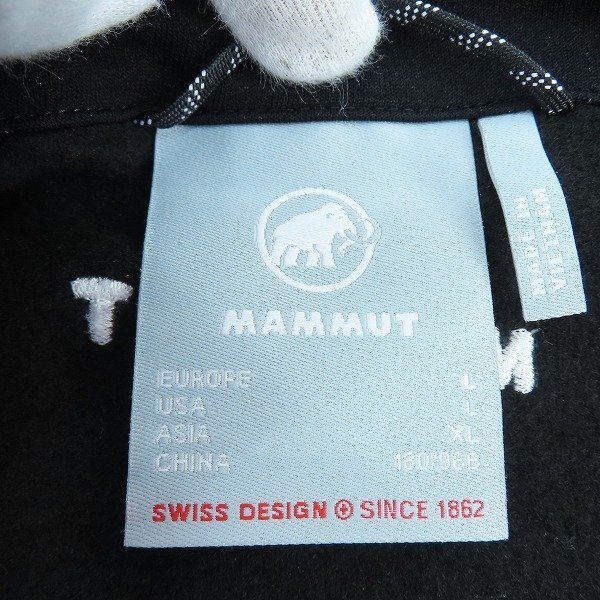 MAMMUT
EUROPE L
USA L
ASIA XL
CHINA 180/96B
SWISS DESIGN SINCE 1862
MADE IN
VIETNAM
T